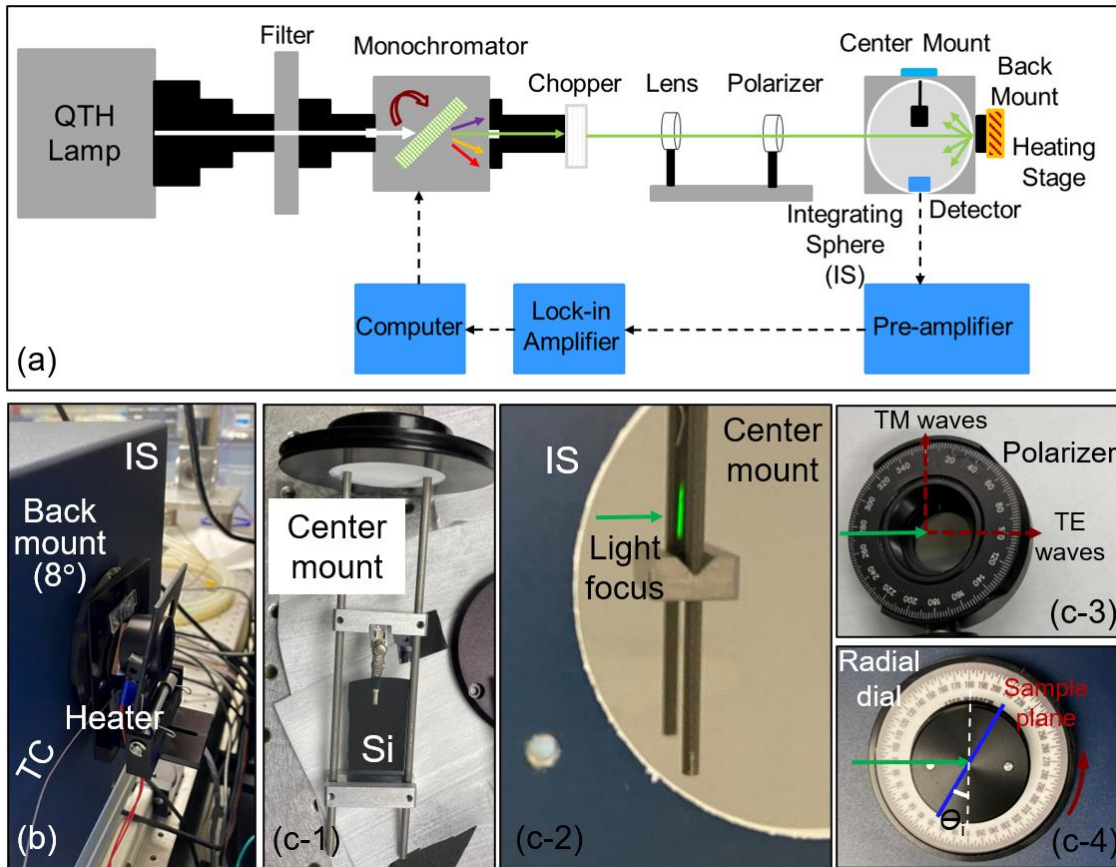 Filter
Monochromator
Center Mount
Back
Mount
Chopper
Lens
Polarizer
QTH
Lamp
Heating
Stage
Integrating
Sphere
(IS)
Detector
Computer
Lock-in
Amplifier
Pre-amplifier
(a)
IS
Back
mount
(8°)
Heater
TC
(b)
Center
mount
Si
(c-1)
IS
Center
mount
Light
focus
(c-2)
TM waves
Polarizer
TE
waves
(c-3)
Radial
dial
Sample
plane
Θi
(c-4)